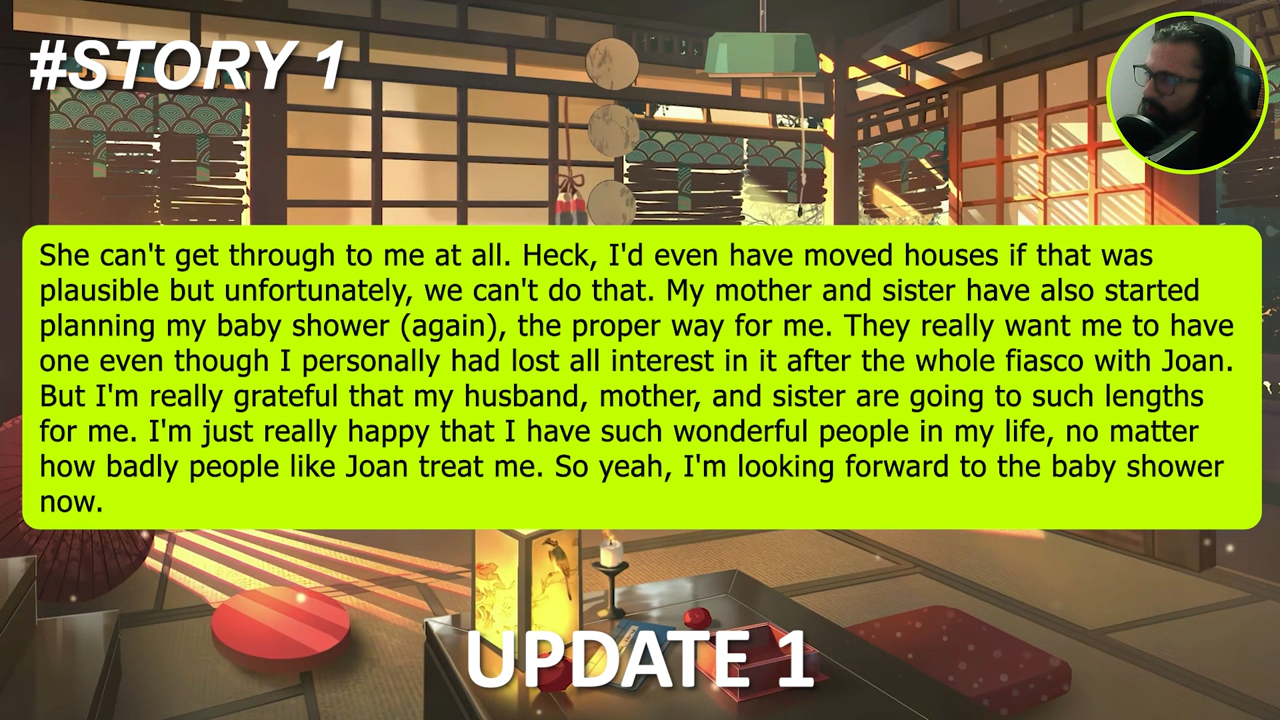 #STORY 1
She can't get through to me at all. Heck, I'd even have moved houses if that was
plausible but unfortunately, we can't do that. My mother and sister have also started
planning my baby shower (again), the proper way for me. They really want me to have
one even though I personally had lost all interest in it after the whole fiasco with Joan.
But I'm really grateful that my husband, mother, and sister are going to such lengths
for me. I'm just really happy that I have such wonderful people in my life, no matter
how badly people like Joan treat me. So yeah, I'm looking forward to the baby shower
now.
UPDATE 1